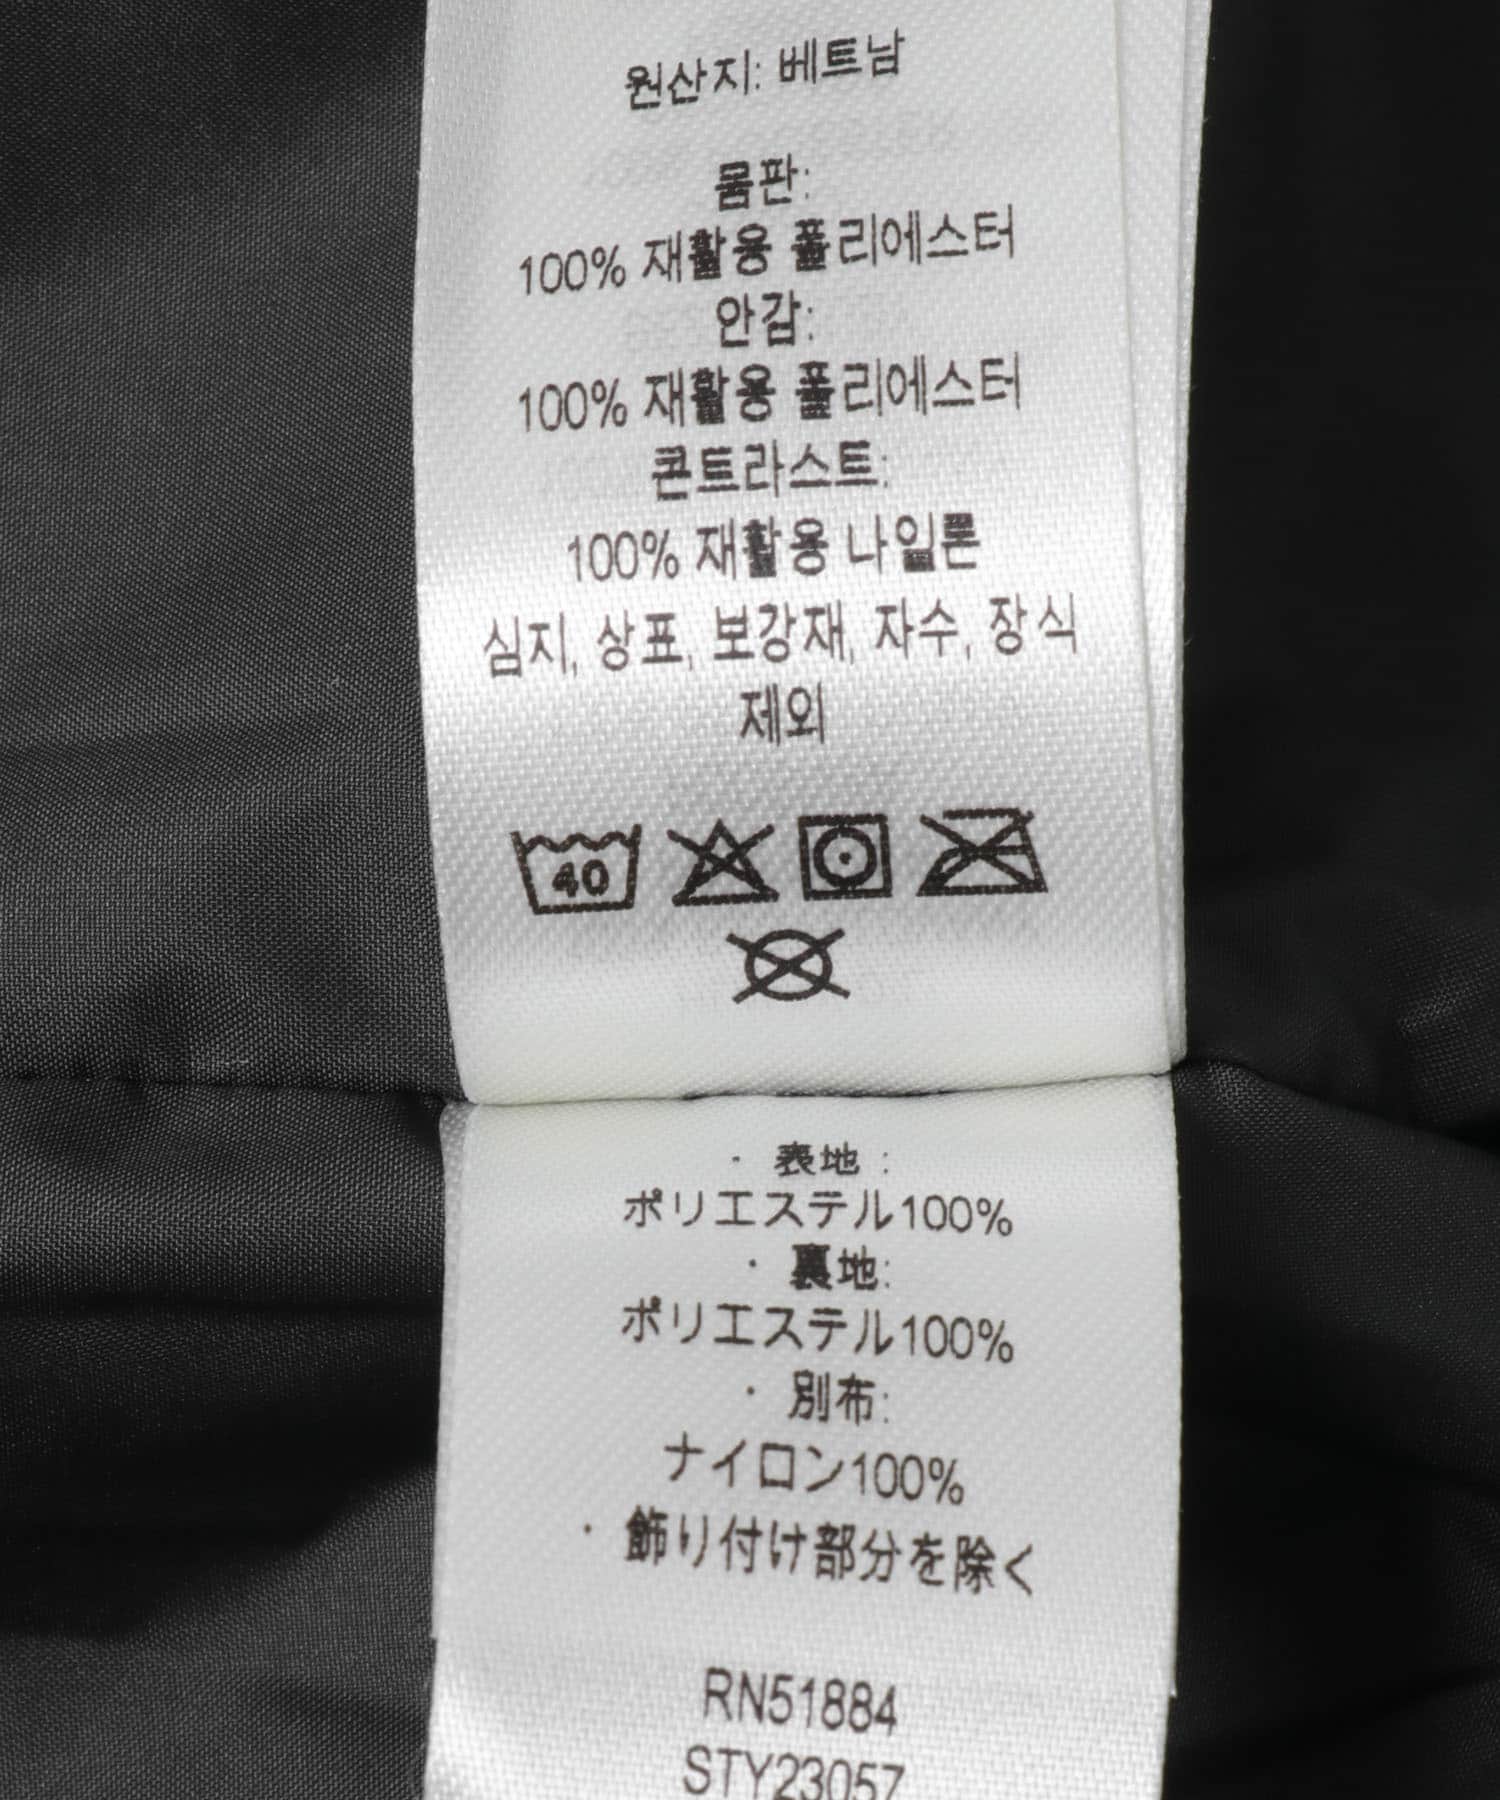 원산지: 베트남
몸판:
100% 재활용 폴리에스터
안감:
100% 재활용 폴리에스터
콘트라스트:
100% 재활용 나일론
심지, 상표, 보강재, 자수, 장식
제외
40
・表地 :
ポリエステル100%
・裏地:
ポリエステル100%
・別布:
ナイロン100%
・飾り付け部分を除く
RN51884
STY23057